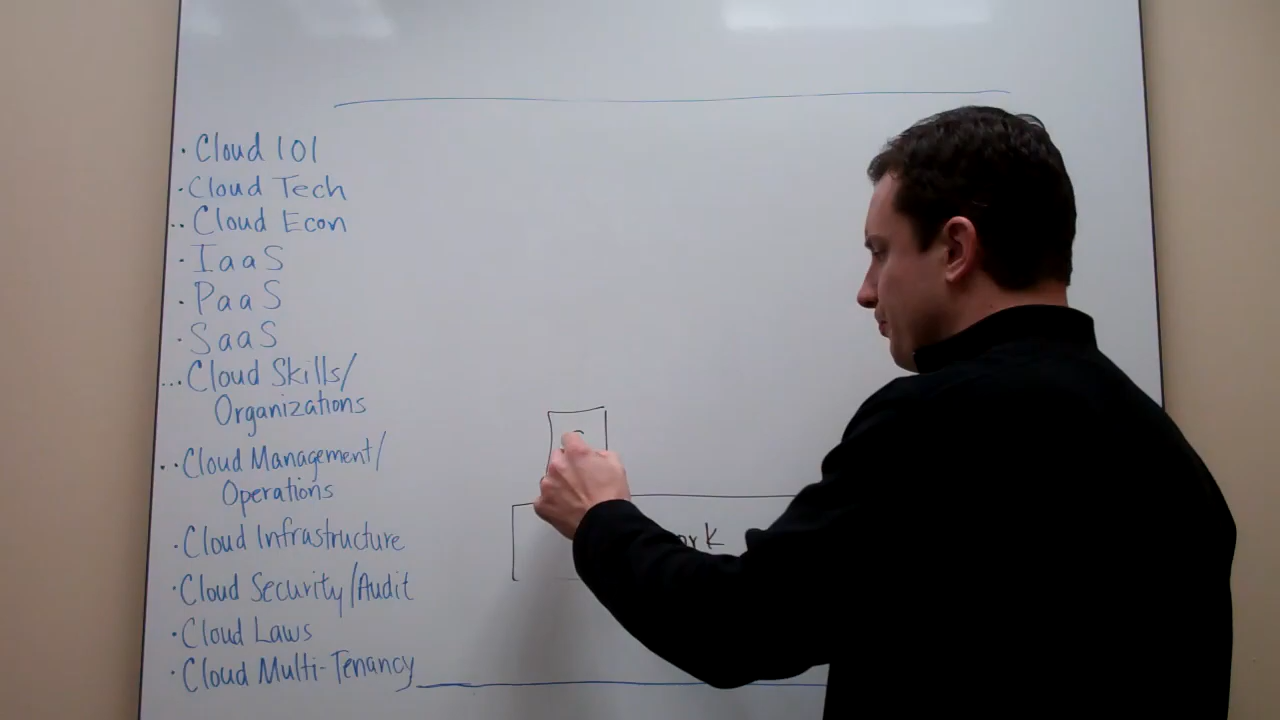 · Cloud 101
· Cloud Tech
·· Cloud Econ
· IaaS
· PaaS
· SaaS
... Cloud Skills/
Organizations
·· Cloud Management/
Operations
· Cloud Infrastructure
· Cloud Security/Audit
· Cloud Laws
· Cloud Multi-Tenancy